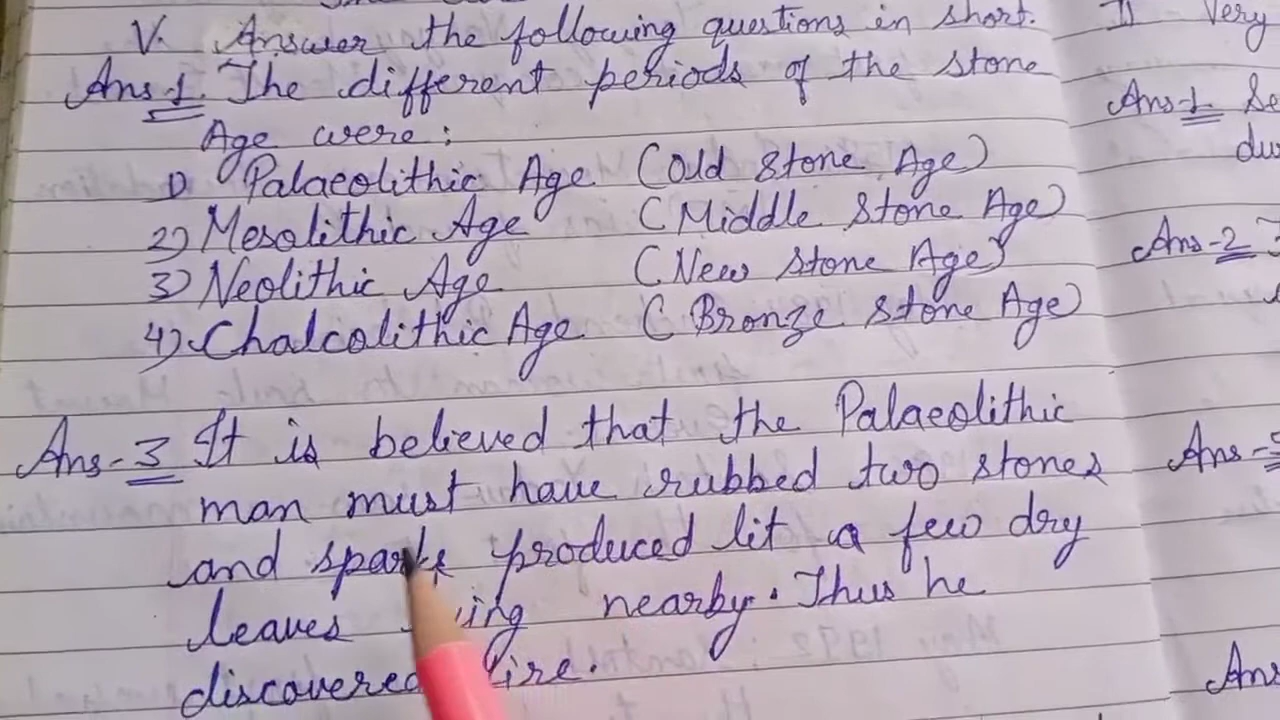 V. Answer the following questions in short.
Ans-1. The different periods of the stone
Age were:
1) Palaeolithic Age (Old Stone Age)
2) Mesolithic Age (Middle Stone Age)
3) Neolithic Age (New Stone Age)
4) Chalcolithic Age (Bronze Stone Age)
Ans-3 It is believed that the Palaeolithic
man must have rubbed two stones
and sparks produced lit a few dry
leaves nearby. Thus he
discovered fire.
Very
Ans-1
Ans-2
Ans-
Ans